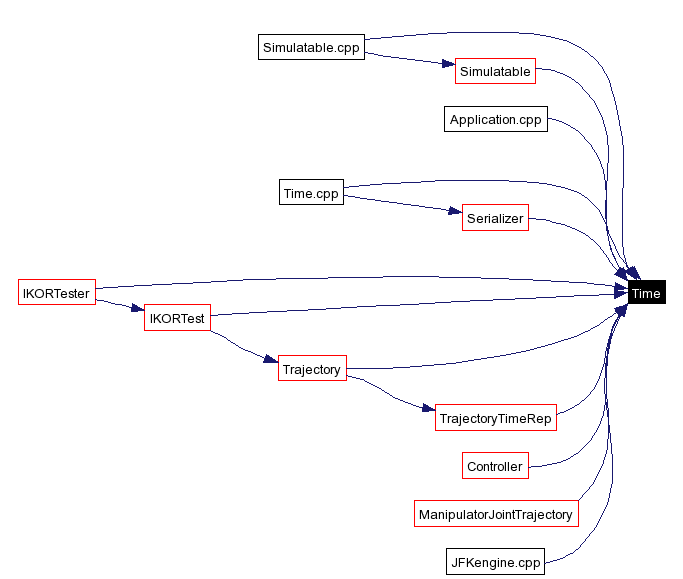 Simulatable.cpp
Simulatable
Application.cpp
Time.cpp
Serializer
IKORTester
Time
IKORTest
Trajectory
TrajectoryTimeRep
Controller
ManipulatorJointTrajectory
JFKengine.cpp